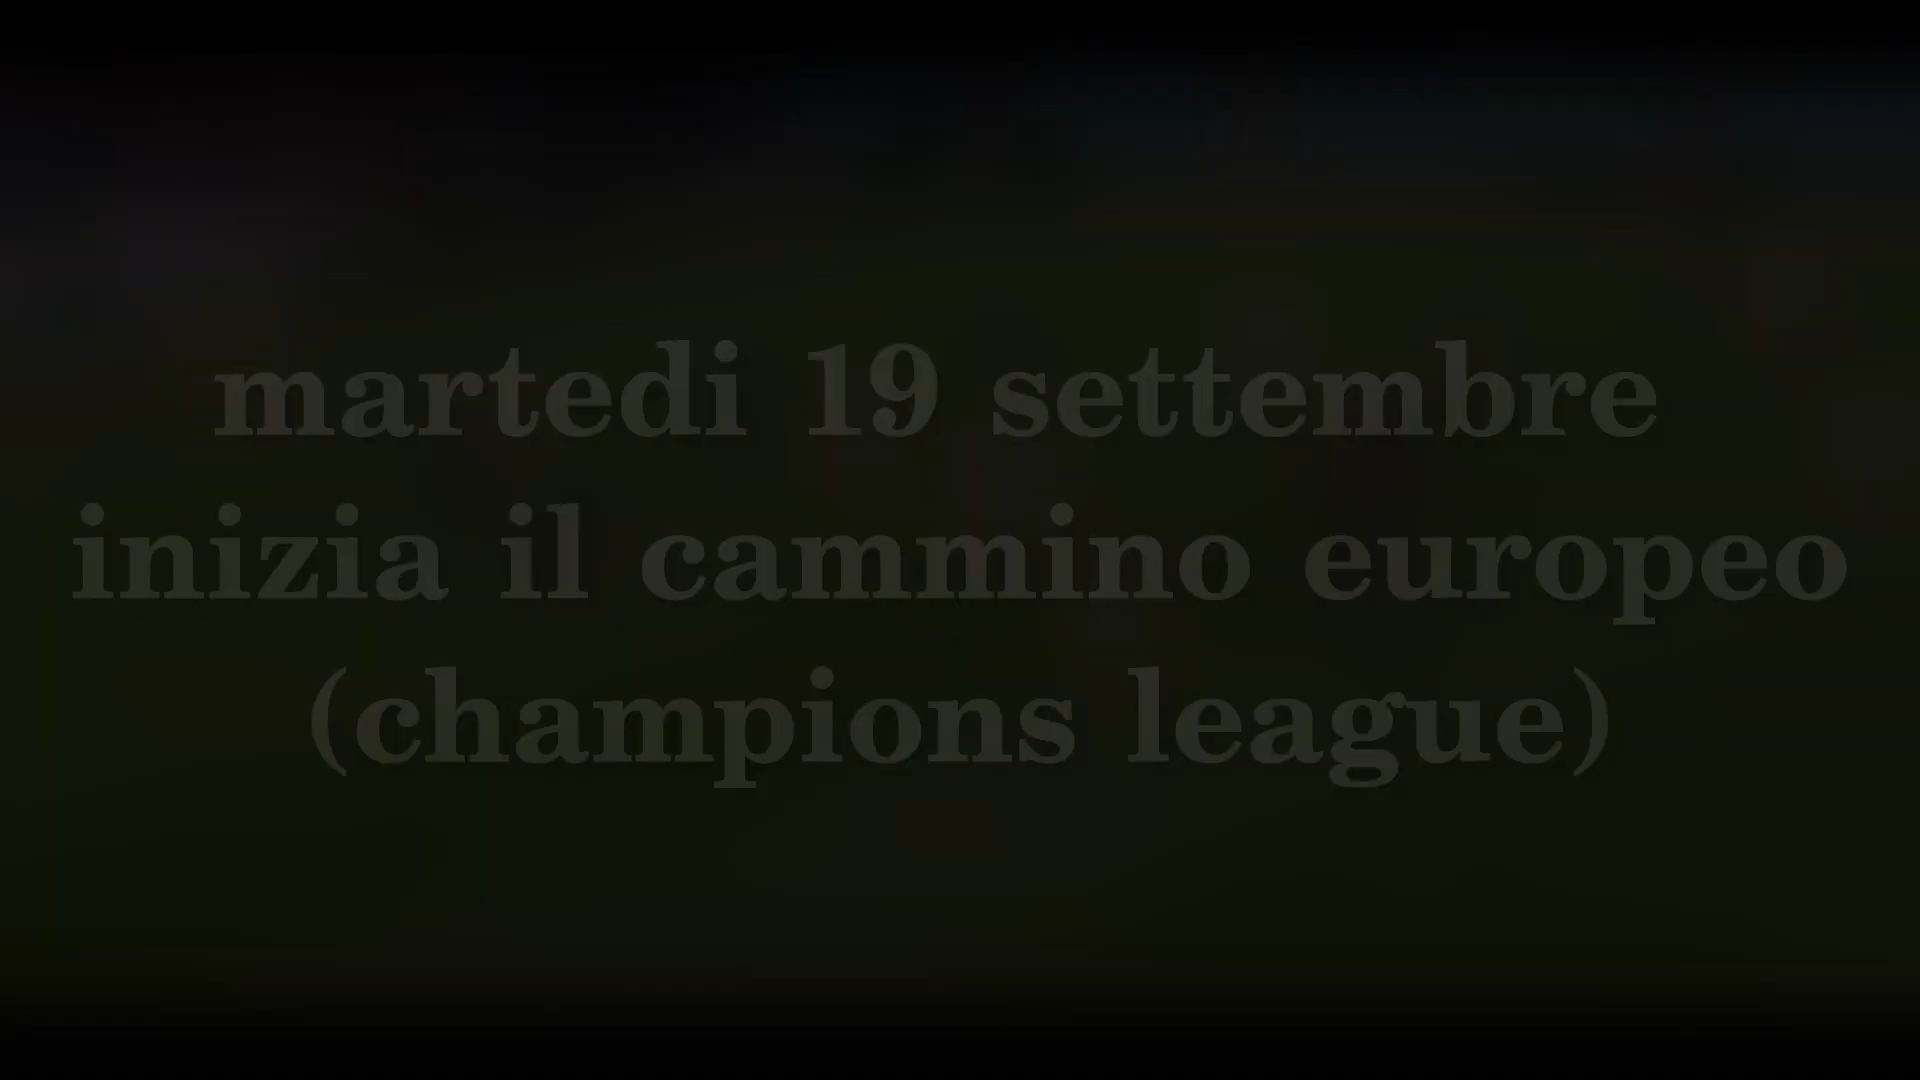 martedi 19 settembre
inizia il cammino europeo
(champions league)